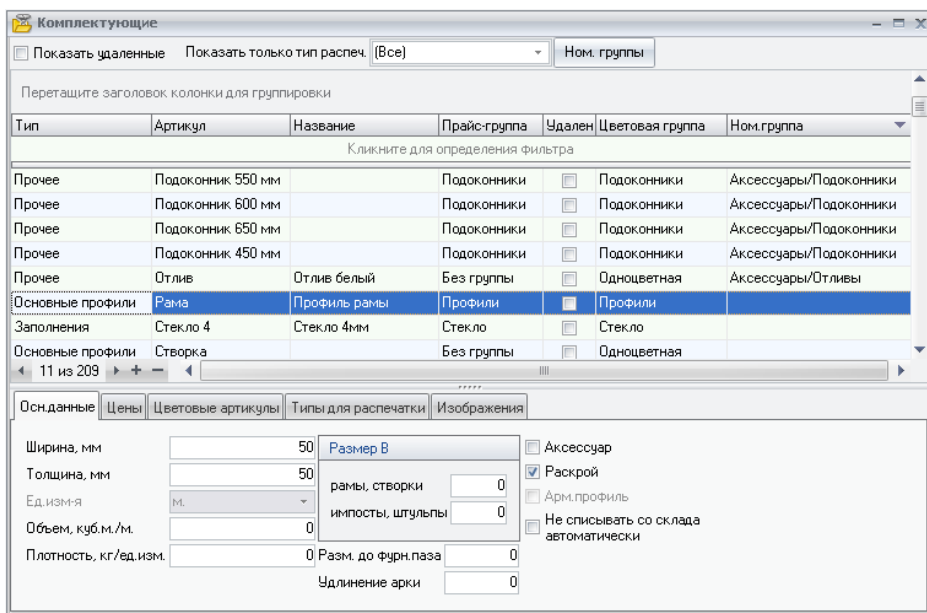 Комплектующие
Показать удаленные Показать только тип распеч. (Все) Ном. группы
Перетащите заголовок колонки для группировки
Тип Артикул Название Прайс-группа Удален Цветовая группа Ном.группа
Кликните для определения фильтра
Прочее Подоконник 550 мм Подоконники Подоконники Аксессуары/Подоконники
Прочее Подоконник 600 мм Подоконники Подоконники Аксессуары/Подоконники
Прочее Подоконник 650 мм Подоконники Подоконники Аксессуары/Подоконники
Прочее Подоконник 450 мм Подоконники Подоконники Аксессуары/Подоконники
Прочее Отлив Отлив белый Без группы Одноцветная Аксессуары/Отливы
Основные профили Рама Профиль рамы Профили Профили
Заполнения Стекло 4 Стекло 4мм Стекло Стекло
Основные профили Створка Без группы Одноцветная
11 из 209
Осн.данные Цены Цветовые артикулы Типы для распечатки Изображения
Ширина, мм 50 Размер B Аксессуар
Толщина, мм 50 рамы, створки 0 Раскрой
Ед.изм-я м. импосты, штульпы 0 Арм.профиль
Объем, куб.м./м. 0 Не списывать со склада
автоматически
Плотность, кг/ед.изм. 0 Разм. до фурн.паза 0
Удлинение арки 0